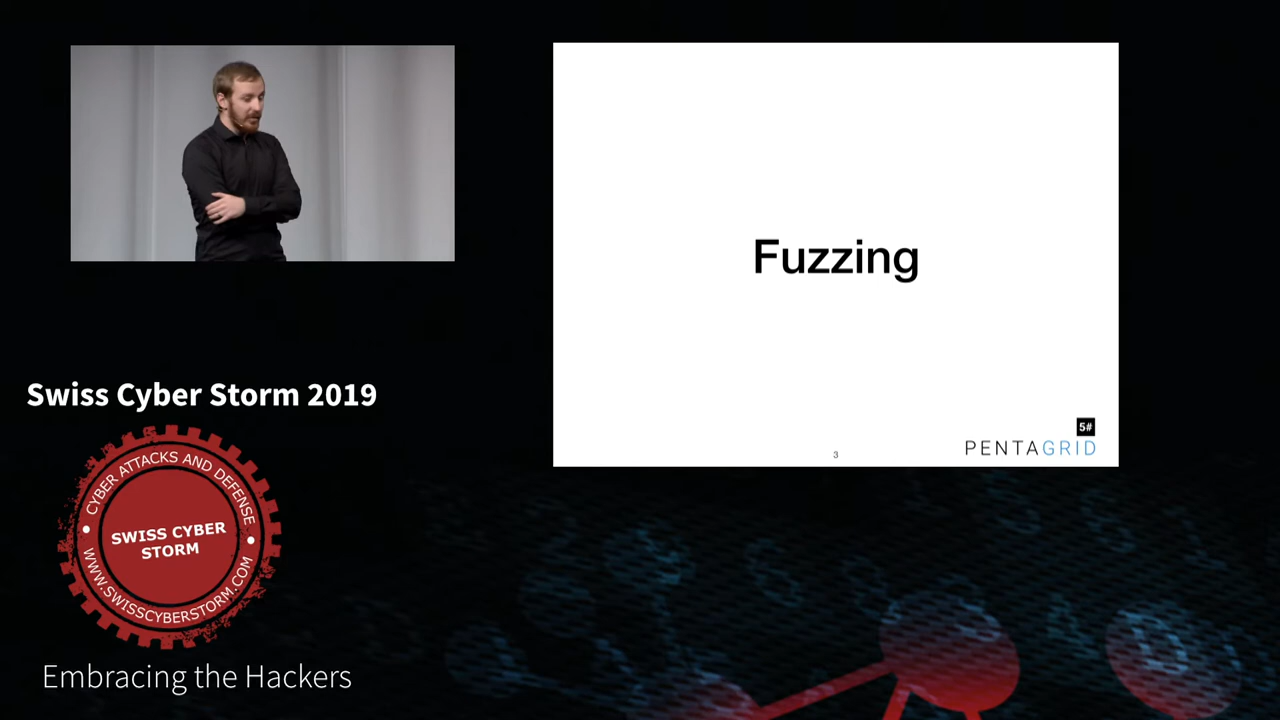 Fuzzing
5#
PENTAGRID
3
Swiss Cyber Storm 2019
CYBER ATTACKS AND DEFENSE
SWISS CYBER
STORM
WWW.SWISSCYBERSTORM.COM
Embracing the Hackers